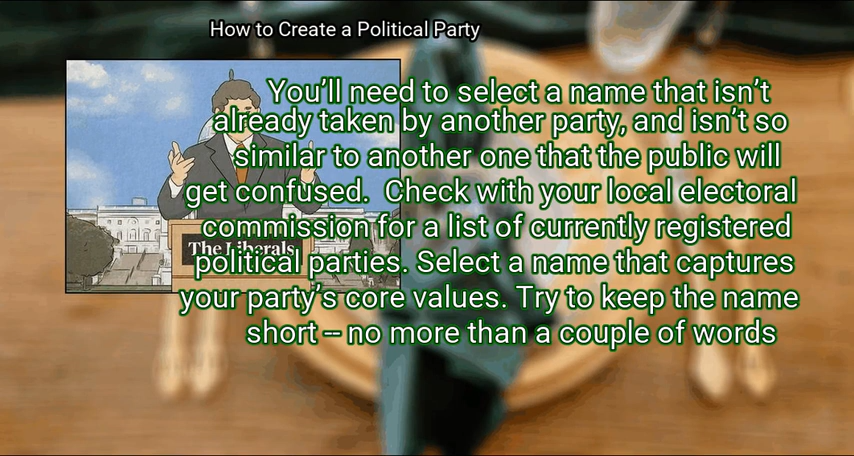 How to Create a Political Party
You’ll need to select a name that isn’t
already taken by another party, and isn’t so
similar to another one that the public will
get confused.  Check with your local electoral
commission for a list of currently registered
The Liberals
political parties. Select a name that captures
your party’s core values. Try to keep the name
short -- no more than a couple of words